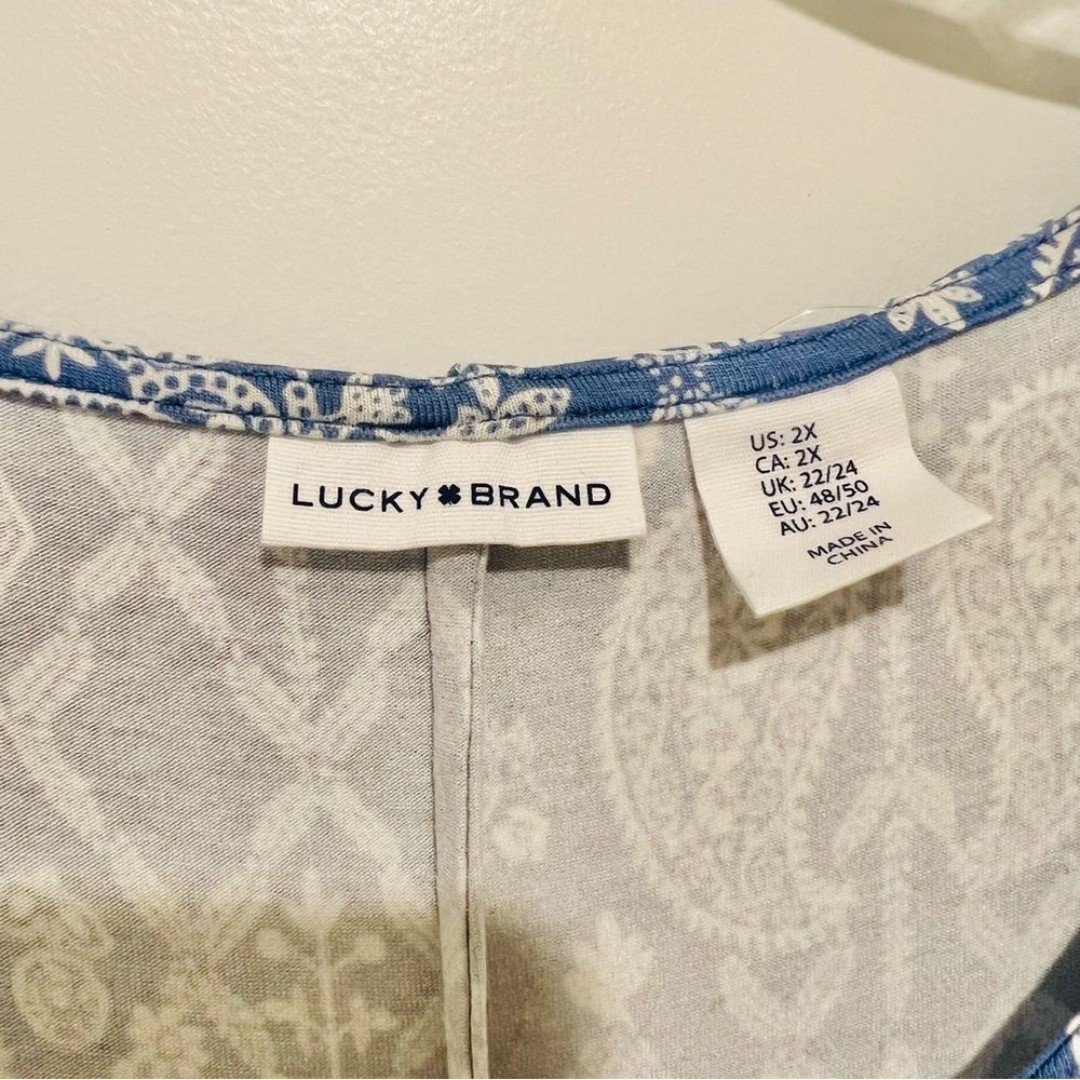 LUCKY BRAND
US: 2X
CA: 2X
UK: 22/24
EU: 48/50
AU: 22/24
MADE IN
CHINA